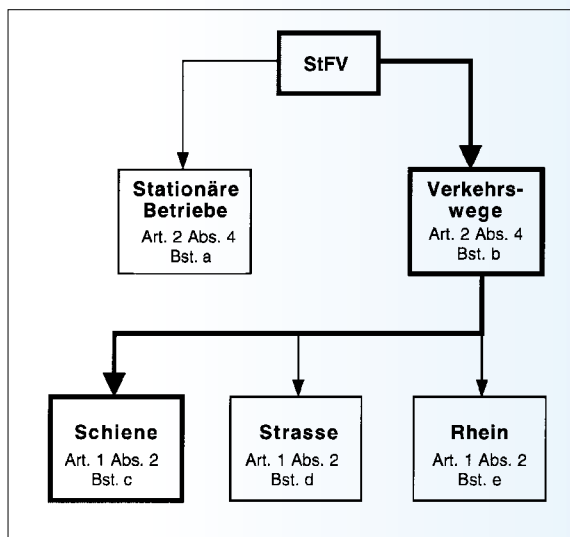 StFV
Stationäre
Betriebe
Art. 2 Abs. 4
Bst. a
Verkehrs-
wege
Art. 2 Abs. 4
Bst. b
Schiene
Art. 1 Abs. 2
Bst. c
Strasse
Art. 1 Abs. 2
Bst. d
Rhein
Art. 1 Abs. 2
Bst. e